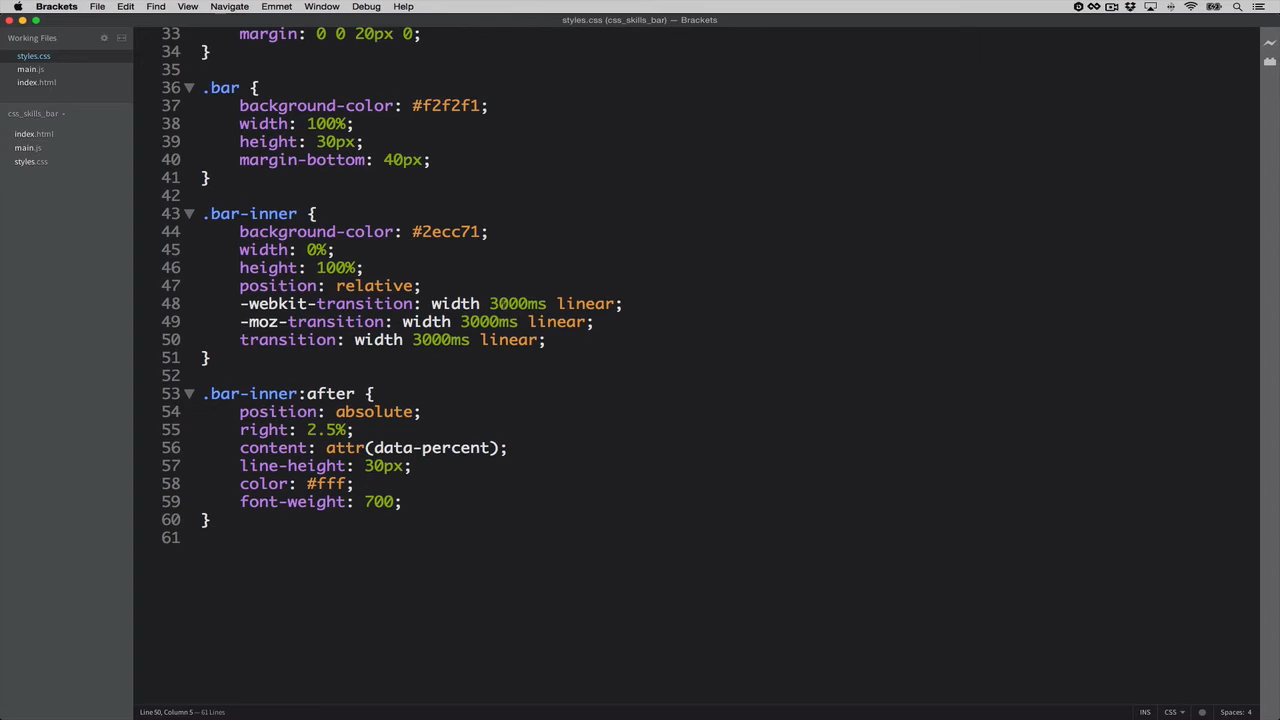 Brackets File Edit Find View Navigate Emmet Window Debug Help
styles.css (css_skills_bar) — Brackets
Working Files
styles.css
main.js
index.html
css_skills_bar
index.html
main.js
styles.css
33 margin: 0 0 20px 0;
34 }
35
36 .bar {
37 background-color: #f2f2f1;
38 width: 100%;
39 height: 30px;
40 margin-bottom: 40px;
41 }
42
43 .bar-inner {
44 background-color: #2ecc71;
45 width: 0%;
46 height: 100%;
47 position: relative;
48 -webkit-transition: width 3000ms linear;
49 -moz-transition: width 3000ms linear;
50 transition: width 3000ms linear;
51 }
52
53 .bar-inner:after {
54 position: absolute;
55 right: 2.5%;
56 content: attr(data-percent);
57 line-height: 30px;
58 color: #fff;
59 font-weight: 700;
60 }
61
Line 50, Column 5 — 61 Lines
INS CSS Spaces: 4